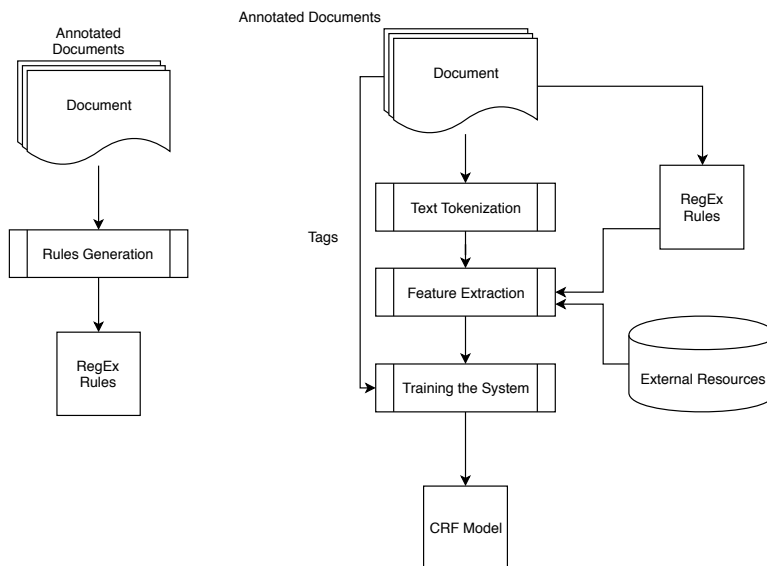 Annotated
Documents
Document
Rules Generation
RegEx
Rules
Annotated Documents
Document
Text Tokenization
RegEx
Rules
Tags
Feature Extraction
External Resources
Training the System
CRF Model